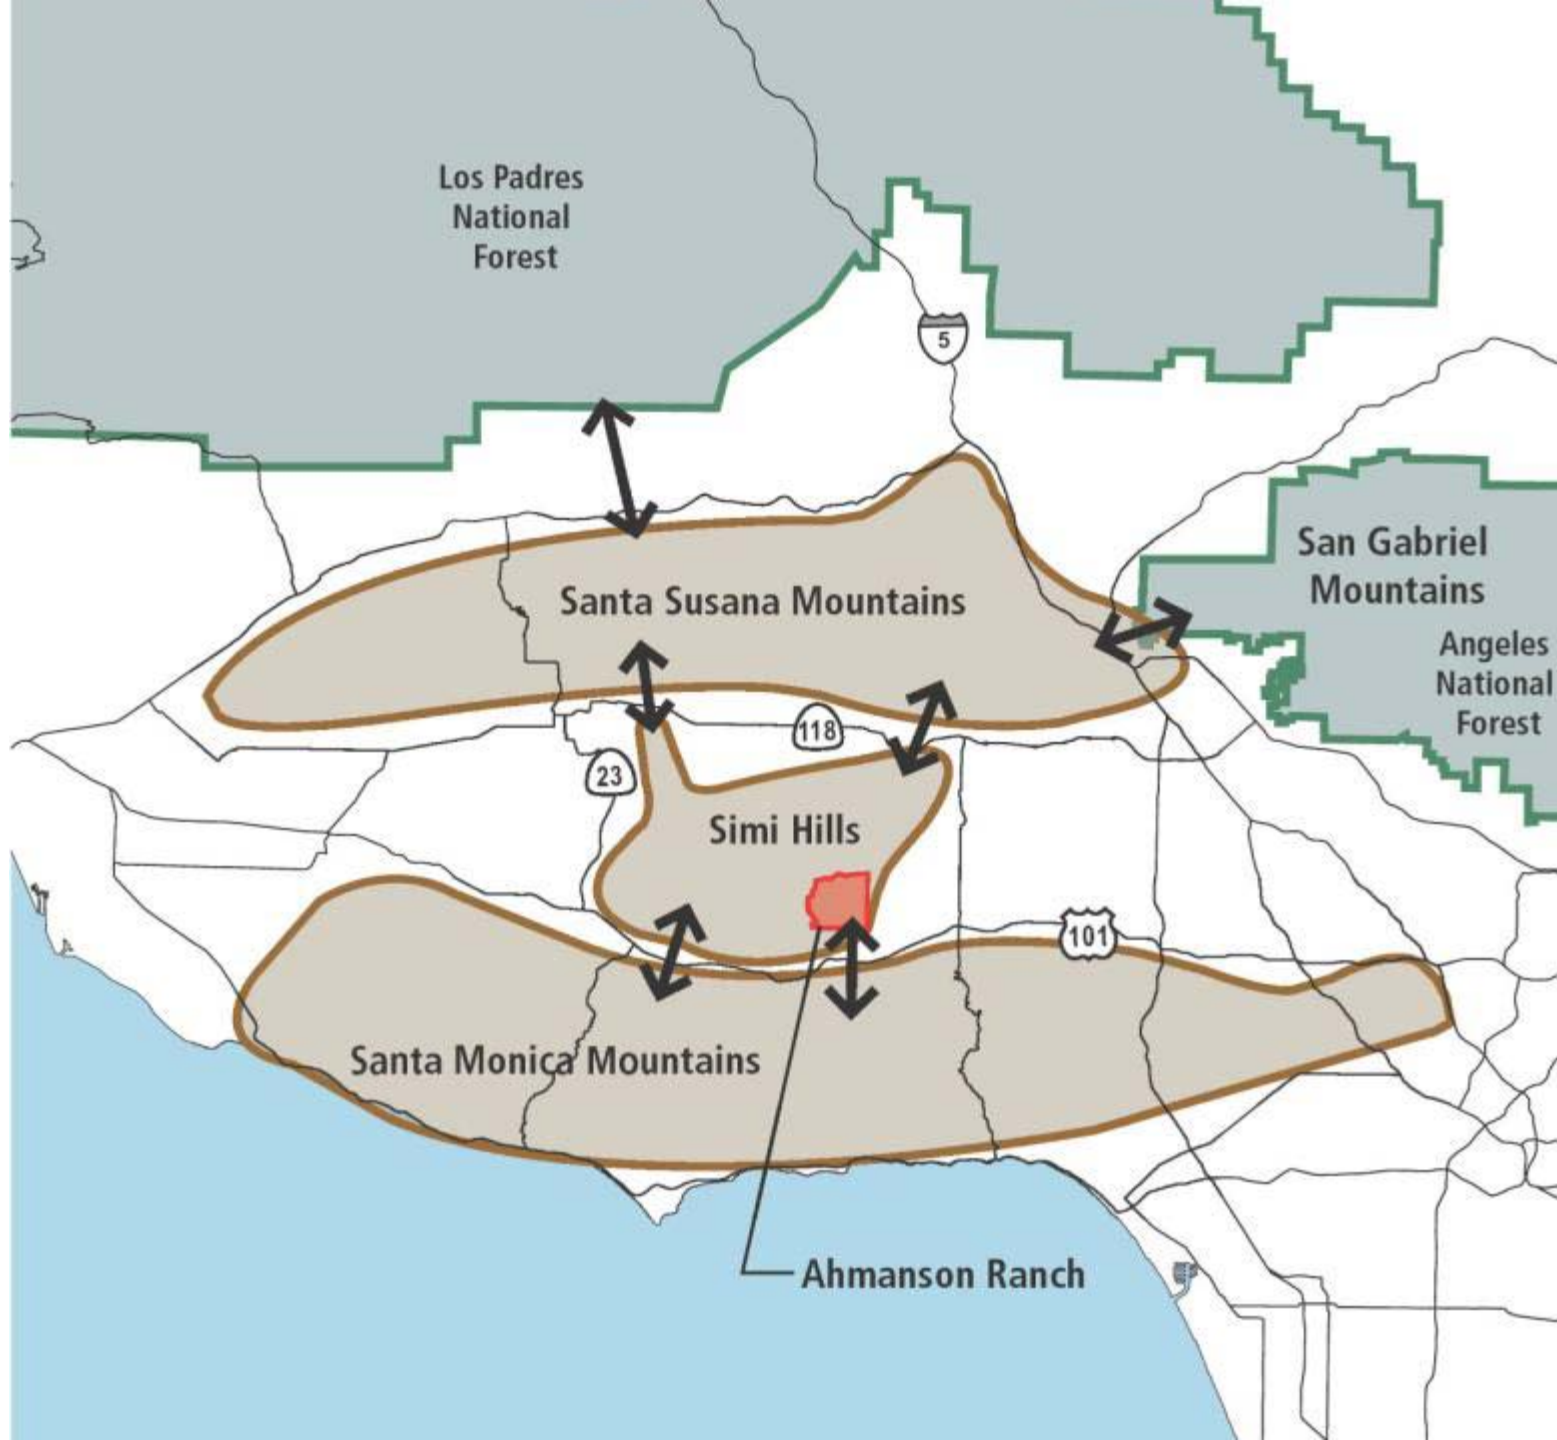 Los Padres
National
Forest
5
San Gabriel
Mountains
Santa Susana Mountains
Angeles
National
Forest
118
23
Simi Hills
101
Santa Monica Mountains
Ahmanson Ranch